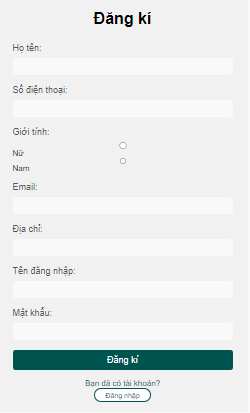 Đăng kí
Họ tên:
Số điện thoại:
Giới tính:
Nữ
Nam
Email:
Địa chỉ:
Tên đăng nhập:
Mật khẩu:
Đăng kí
Bạn đã có tài khoản?
Đăng nhập